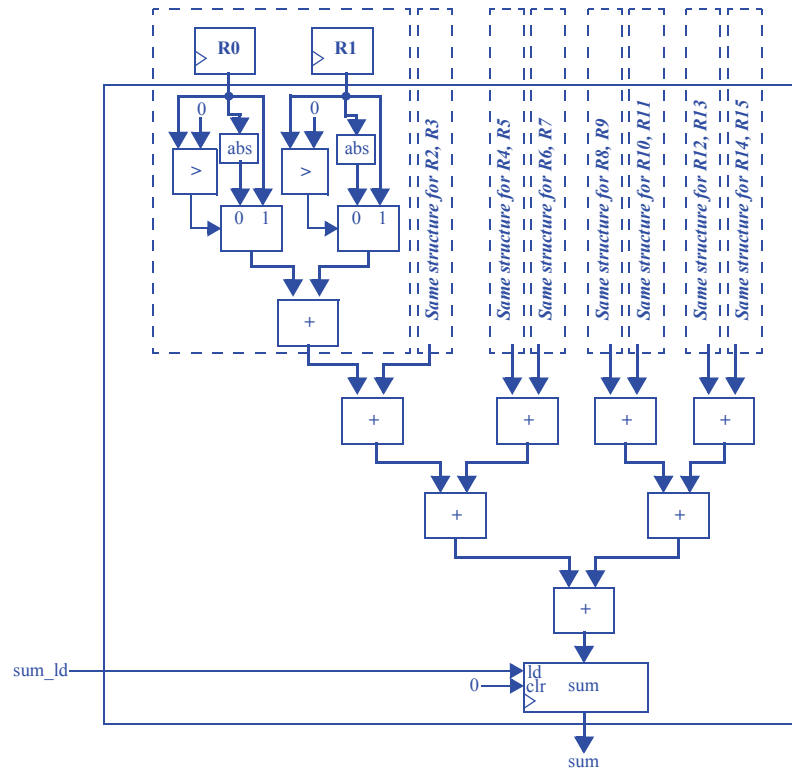 R0 R1
0 0
abs abs
> >
0 1 0 1
+
Same structure for R2, R3
Same structure for R4, R5
Same structure for R6, R7
Same structure for R8, R9
Same structure for R10, R11
Same structure for R12, R13
Same structure for R14, R15
+ + + +
+ +
+
sum_ld
ld
0 clr sum
sum